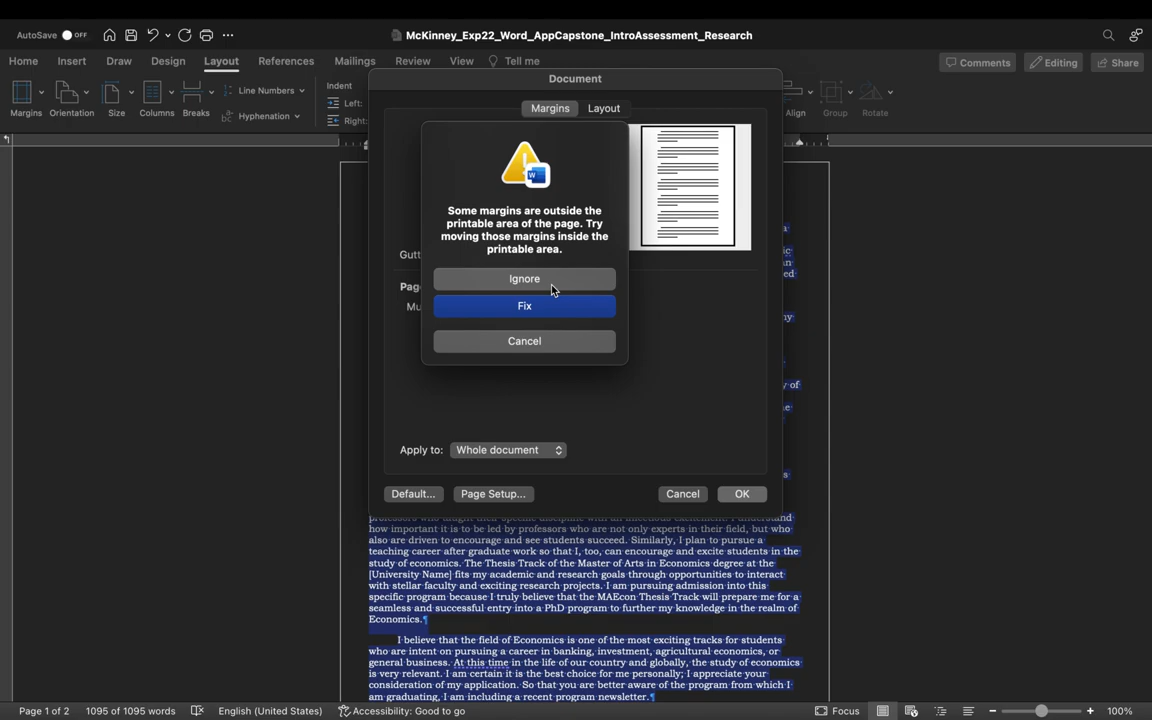 AutoSave OFF
McKinney_Exp22_Word_AppCapstone_IntroAssessment_Research
Home Insert Draw Design Layout References Mailings Review View Tell me
Comments Editing Share
Document
Line Numbers
Indent
Left:
Margins Orientation Size Columns Breaks
Hyphenation
Right:
Align Group Rotate
Margins Layout
Some margins are outside the
printable area of the page. Try
moving those margins inside the
printable area.
Gutt
Ignore
Pag
Mu
Fix
Cancel
Apply to: Whole document
Default... Page Setup... Cancel OK
professors who taught their specific discipline with an infectious excitement. I understand
how important it is to be led by professors who are not only experts in their field, but who
also are driven to encourage and see students succeed. Similarly, I plan to pursue a
teaching career after graduate work so that I, too, can encourage and excite students in the
study of economics. The Thesis Track of the Master of Arts in Economics degree at the
[University Name] fits my academic and research goals through opportunities to interact
with stellar faculty and exciting research projects. I am pursuing admission into this
specific program because I truly believe that the MAEcon Thesis Track will prepare me for a
seamless and successful entry into a PhD program to further my knowledge in the realm of
Economics.¶
I believe that the field of Economics is one of the most exciting tracks for students
who are intent on pursuing a career in banking, investment, agricultural economics, or
general business. At this time in the life of our country and globally, the study of economics
is very relevant. I am certain it is the best choice for me personally; I appreciate your
consideration of my application. So that you are better aware of the program from which I
am graduating, I am including a recent program newsletter.¶
Page 1 of 2 1095 of 1095 words English (United States) Accessibility: Good to go Focus 100%